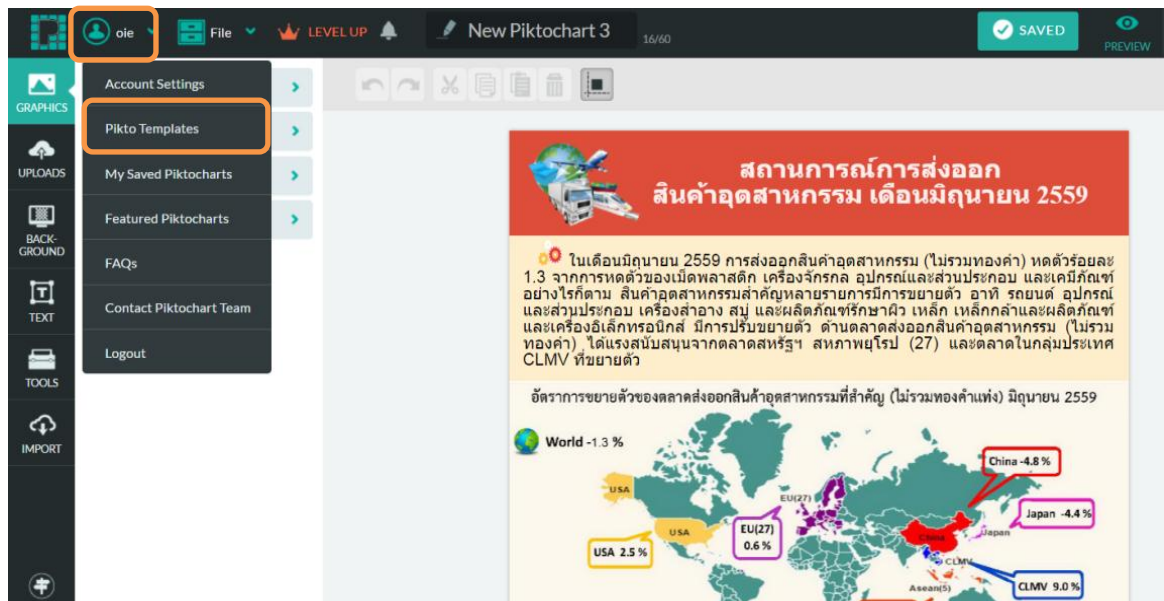 oie
File
LEVEL UP
New Piktochart 3
16/60
SAVED
PREVIEW
GRAPHICS
UPLOADS
BACK-
GROUND
TEXT
TOOLS
IMPORT
Account Settings
Pikto Templates
My Saved Piktocharts
Featured Piktocharts
FAQs
Contact Piktochart Team
Logout
สถานการณ์การส่งออก
สินค้าอุตสาหกรรม เดือนมิถุนายน 2559
ในเดือนมิถุนายน 2559 การส่งออกสินค้าอุตสาหกรรม (ไม่รวมทองคำ) หดตัวร้อยละ
1.3 จากการหดตัวของเม็ดพลาสติก เครื่องจักรกล อุปกรณ์และส่วนประกอบ และเคมีภัณฑ์
อย่างไรก็ตาม สินค้าอุตสาหกรรมสำคัญหลายรายการมีการขยายตัว อาทิ รถยนต์ อุปกรณ์
และส่วนประกอบ เครื่องสำอาง สบู่ และผลิตภัณฑ์รักษาผิว เหล็ก เหล็กกล้าและผลิตภัณฑ์
และเครื่องอิเล็กทรอนิกส์ มีการปรับขยายตัว ด้านตลาดส่งออกสินค้าอุตสาหกรรม (ไม่รวม
ทองคำ) ได้แรงสนับสนุนจากตลาดสหรัฐฯ สหภาพยุโรป (27) และตลาดในกลุ่มประเทศ
CLMV ที่ขยายตัว
อัตราการขยายตัวของตลาดส่งออกสินค้าอุตสาหกรรมที่สำคัญ (ไม่รวมทองคำแท่ง) มิถุนายน 2559
World -1.3 %
China -4.8 %
USA
EU(27)
Japan -4.4 %
USA
EU(27)
0.6 %
China
Japan
USA 2.5 %
CLMV
Asean(5)
CLMV 9.0 %